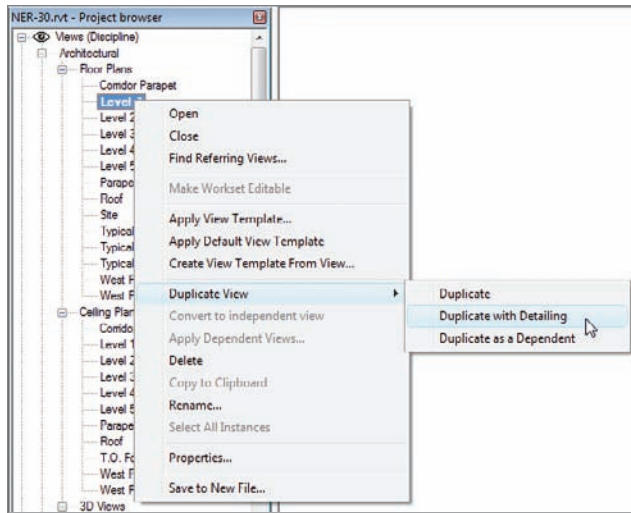 NER-30.rvt - Project browser
Views (Discipline)
Architectural
Floor Plans
Corridor Parapet
Level
Level 2
Level 3
Level 4
Level 5
Parape
Roof
Site
Typical
Typical
Typical
West F
West F
Ceiling Plan
Corrido
Level 1
Level 2
Level 3
Level 4
Level 5
Parape
Roof
T.O. Fo
West F
West F
3D Views
Open
Close
Find Referring Views...
Make Workset Editable
Apply View Template...
Apply Default View Template
Create View Template From View...
Duplicate View
Convert to independent view
Apply Dependent Views...
Delete
Copy to Clipboard
Rename...
Select All Instances
Properties...
Save to New File...
Duplicate
Duplicate with Detailing
Duplicate as a Dependent